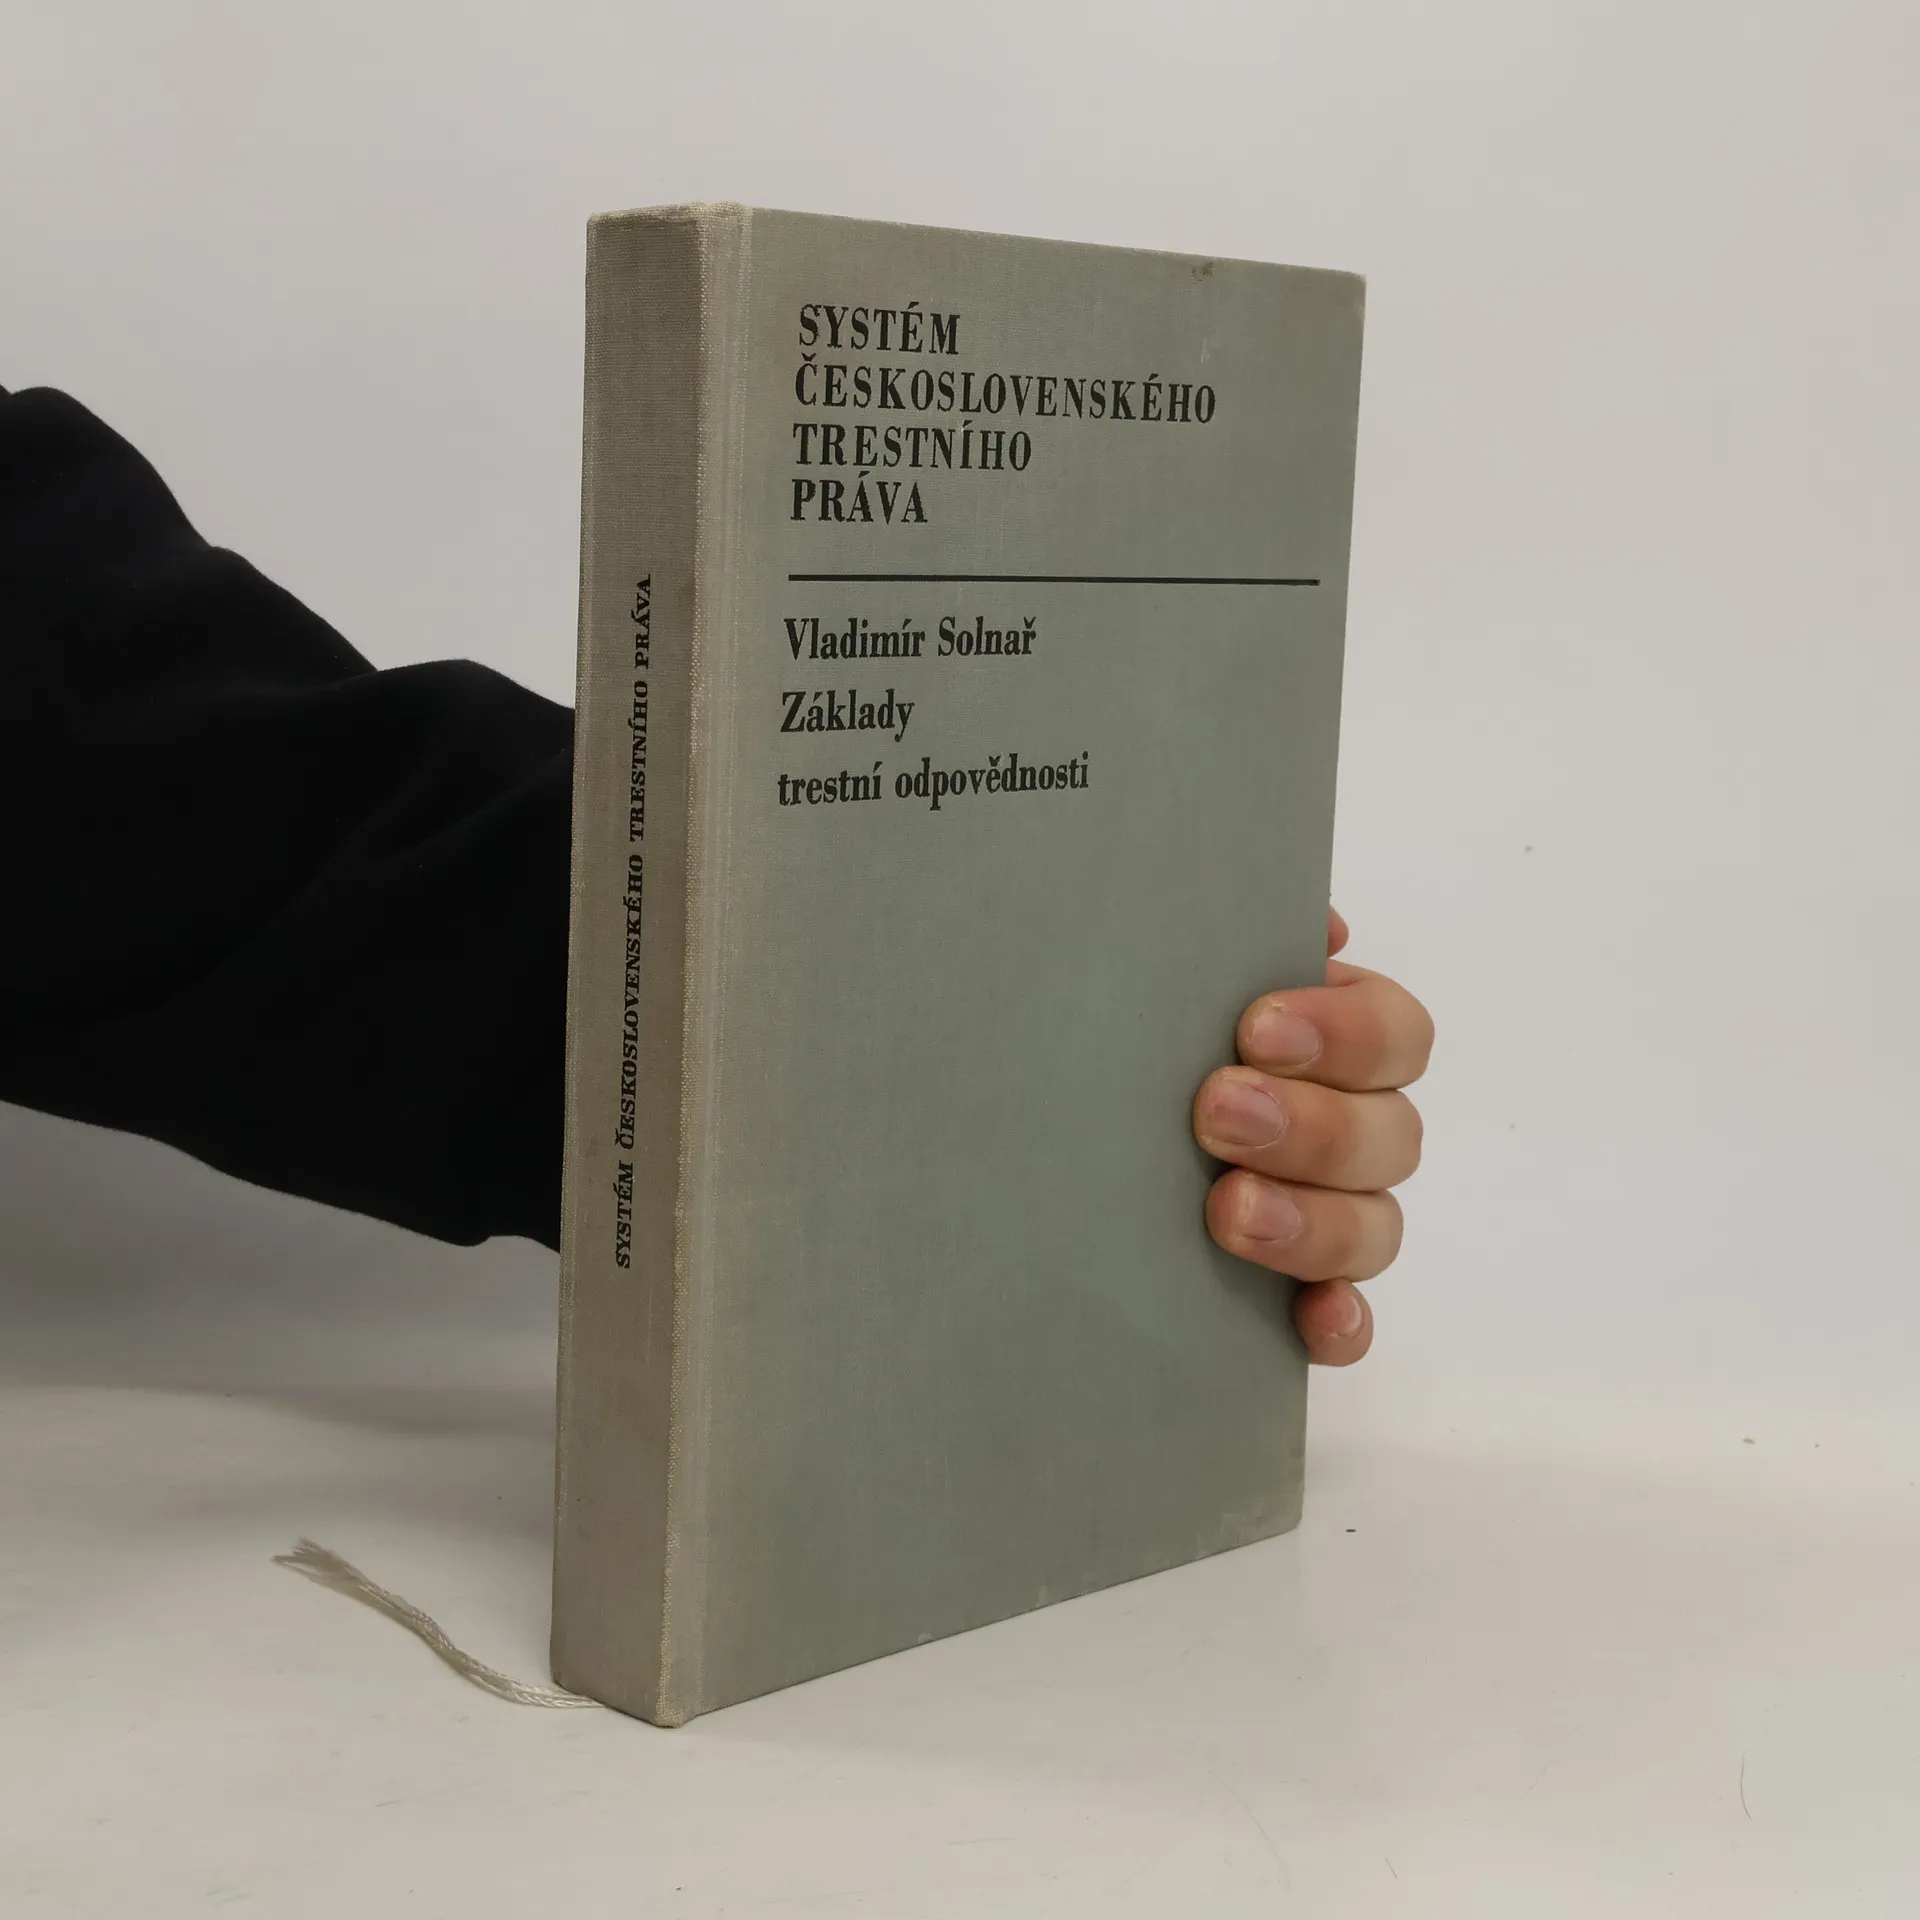 SYSTÉM
ČESKOSLOVENSKÉHO
TRESTNÍHO
PRÁVA
Vladimír Solnař
Základy
trestní odpovědnosti
SYSTÉM ČESKOSLOVENSKÉHO TRESTNÍHO PRÁVA